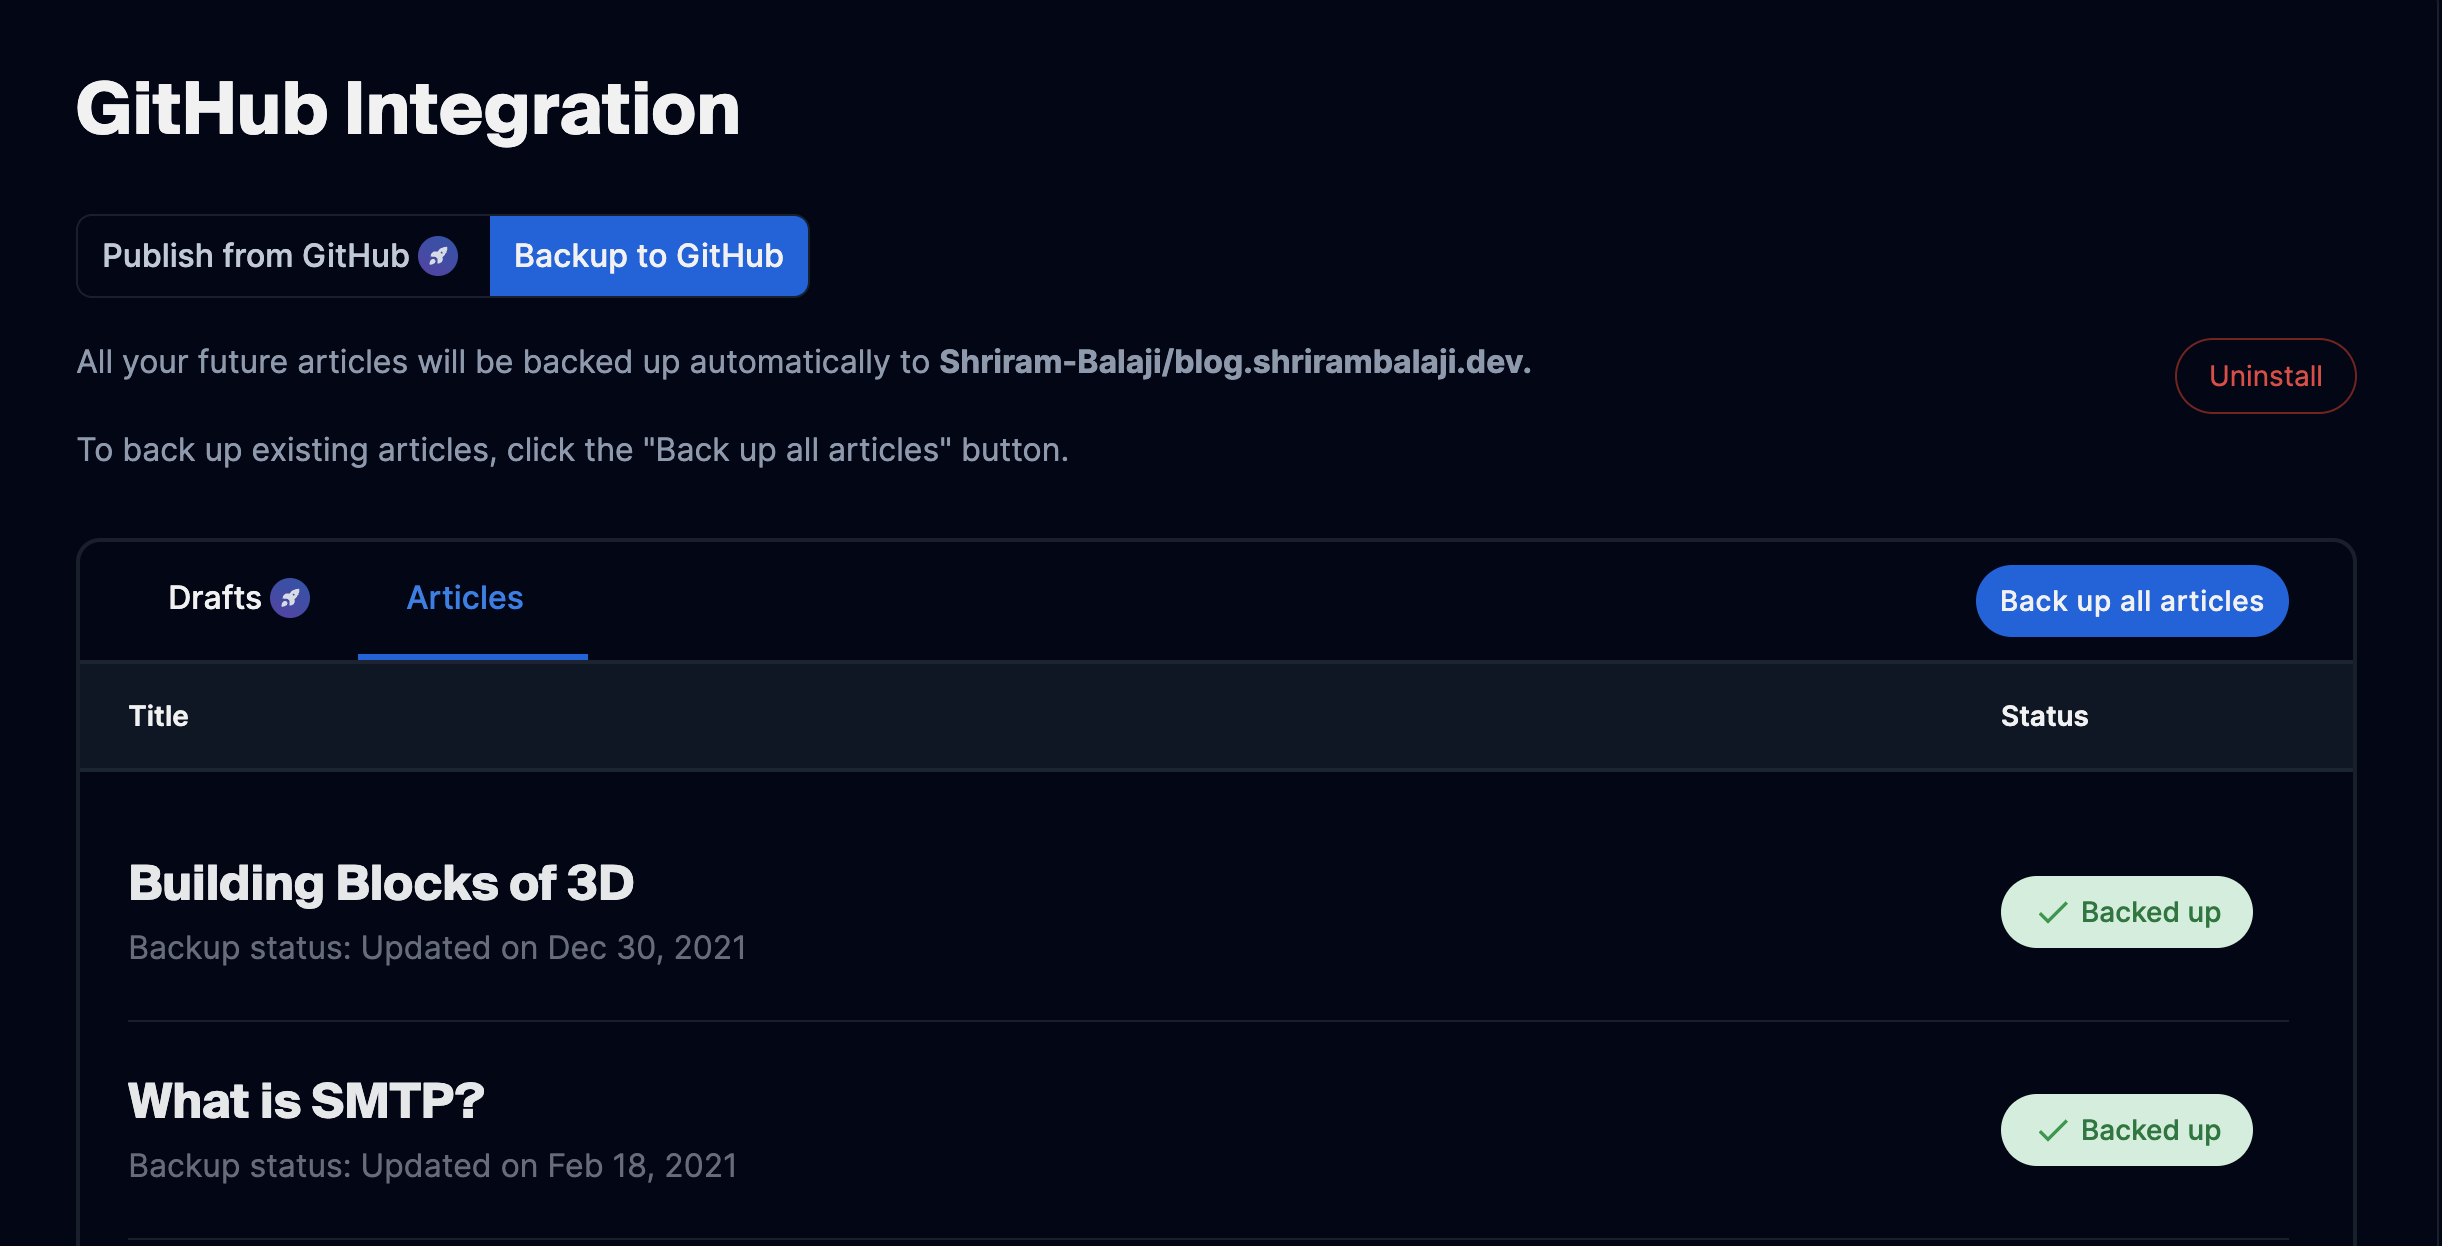 GitHub Integration
Publish from GitHub Backup to GitHub
All your future articles will be backed up automatically to Shriram-Balaji/blog.shrirambalaji.dev.
Uninstall
To back up existing articles, click the "Back up all articles" button.
Drafts Articles Back up all articles
Title Status
Building Blocks of 3D
Backup status: Updated on Dec 30, 2021
Backed up
What is SMTP?
Backup status: Updated on Feb 18, 2021
Backed up